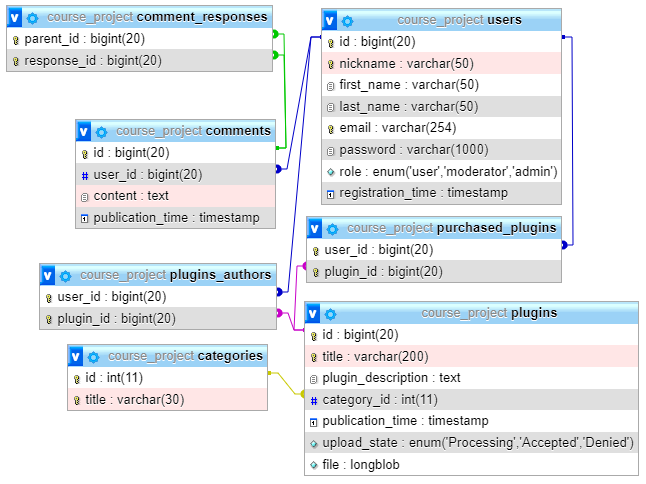 course_project comment_responses
parent_id : bigint(20)
response_id : bigint(20)
course_project users
id : bigint(20)
nickname : varchar(50)
first_name : varchar(50)
last_name : varchar(50)
email : varchar(254)
password : varchar(1000)
role : enum('user','moderator','admin')
registration_time : timestamp
course_project comments
id : bigint(20)
user_id : bigint(20)
content : text
publication_time : timestamp
course_project purchased_plugins
user_id : bigint(20)
plugin_id : bigint(20)
course_project plugins_authors
user_id : bigint(20)
plugin_id : bigint(20)
course_project plugins
id : bigint(20)
title : varchar(200)
plugin_description : text
category_id : int(11)
publication_time : timestamp
upload_state : enum('Processing','Accepted','Denied')
file : longblob
course_project categories
id : int(11)
title : varchar(30)